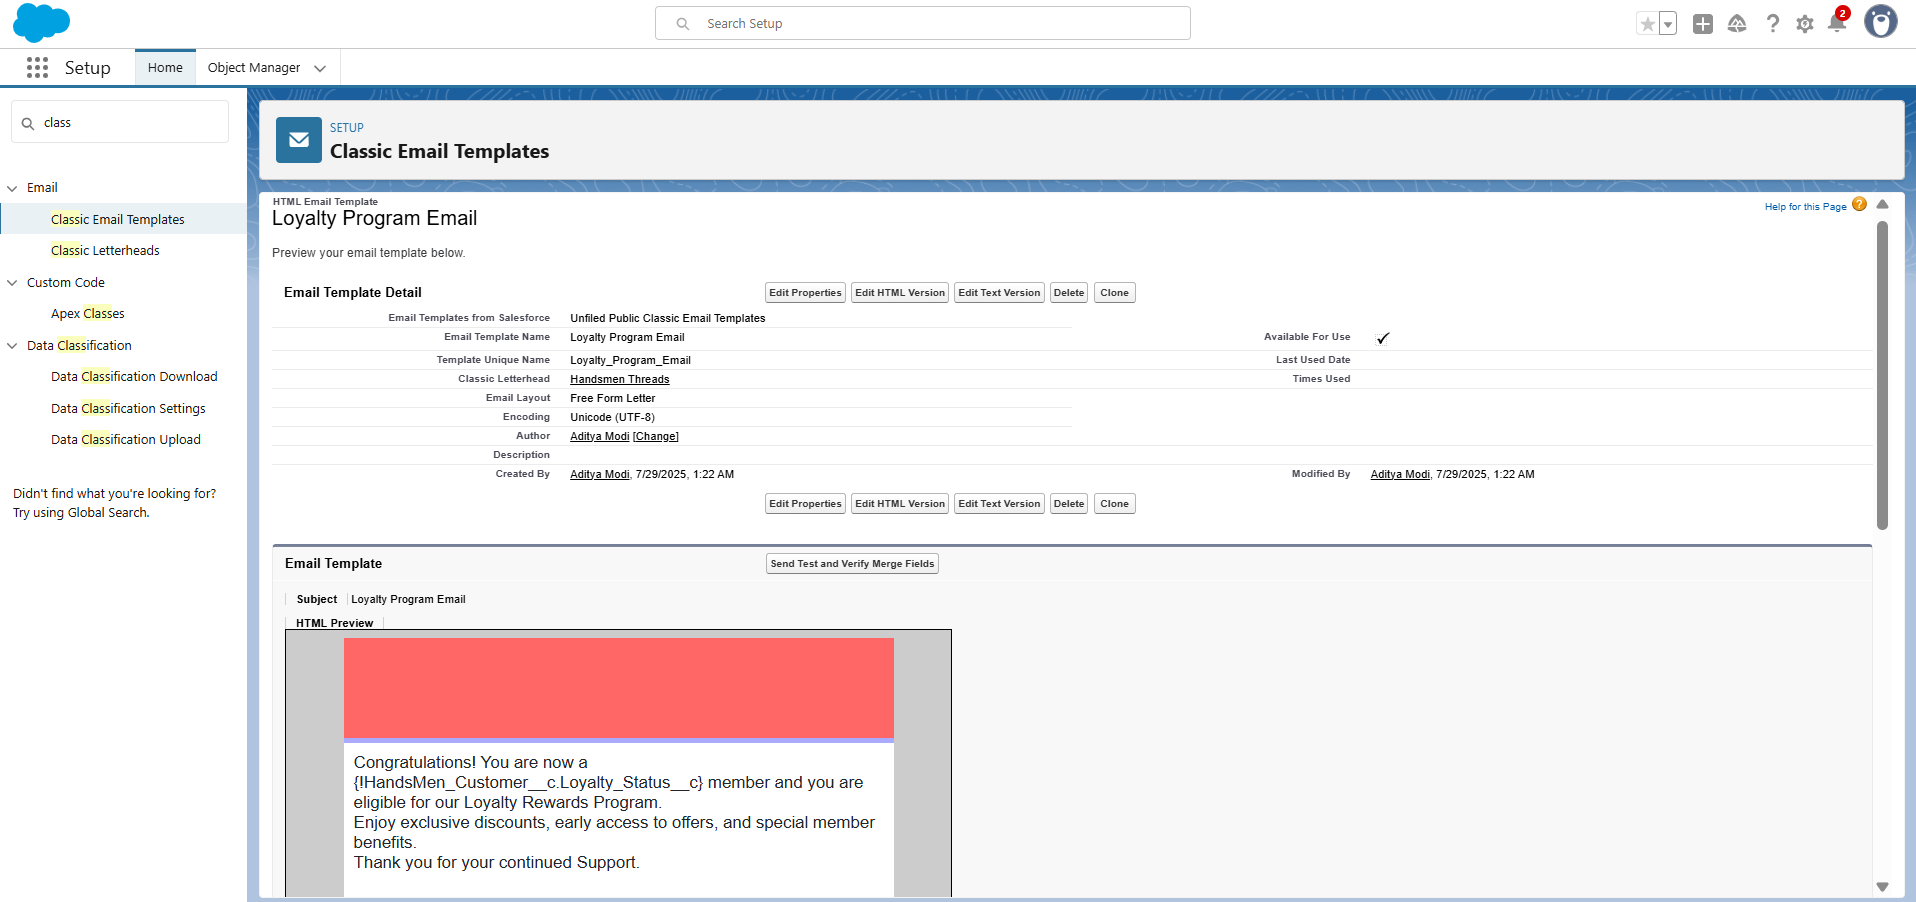 Search Setup
2
Setup
Home
Object Manager
class
Email
Classic Email Templates
Classic Letterheads
Custom Code
Apex Classes
Data Classification
Data Classification Download
Data Classification Settings
Data Classification Upload
Didn't find what you're looking for?
Try using Global Search.
SETUP
Classic Email Templates
HTML Email Template
Loyalty Program Email
Help for this Page ?
Preview your email template below.
Email Template Detail
Edit Properties Edit HTML Version Edit Text Version Delete Clone
Email Templates from Salesforce Unfiled Public Classic Email Templates
Email Template Name Loyalty Program Email Available For Use
Template Unique Name Loyalty_Program_Email Last Used Date
Classic Letterhead Handsmen Threads Times Used
Email Layout Free Form Letter
Encoding Unicode (UTF-8)
Author Aditya Modi [Change]
Description
Created By Aditya Modi, 7/29/2025, 1:22 AM Modified By Aditya Modi, 7/29/2025, 1:22 AM
Edit Properties Edit HTML Version Edit Text Version Delete Clone
Email Template Send Test and Verify Merge Fields
Subject Loyalty Program Email
HTML Preview
Congratulations! You are now a
{!HandsMen_Customer__c.Loyalty_Status__c} member and you are
eligible for our Loyalty Rewards Program.
Enjoy exclusive discounts, early access to offers, and special member
benefits.
Thank you for your continued Support.